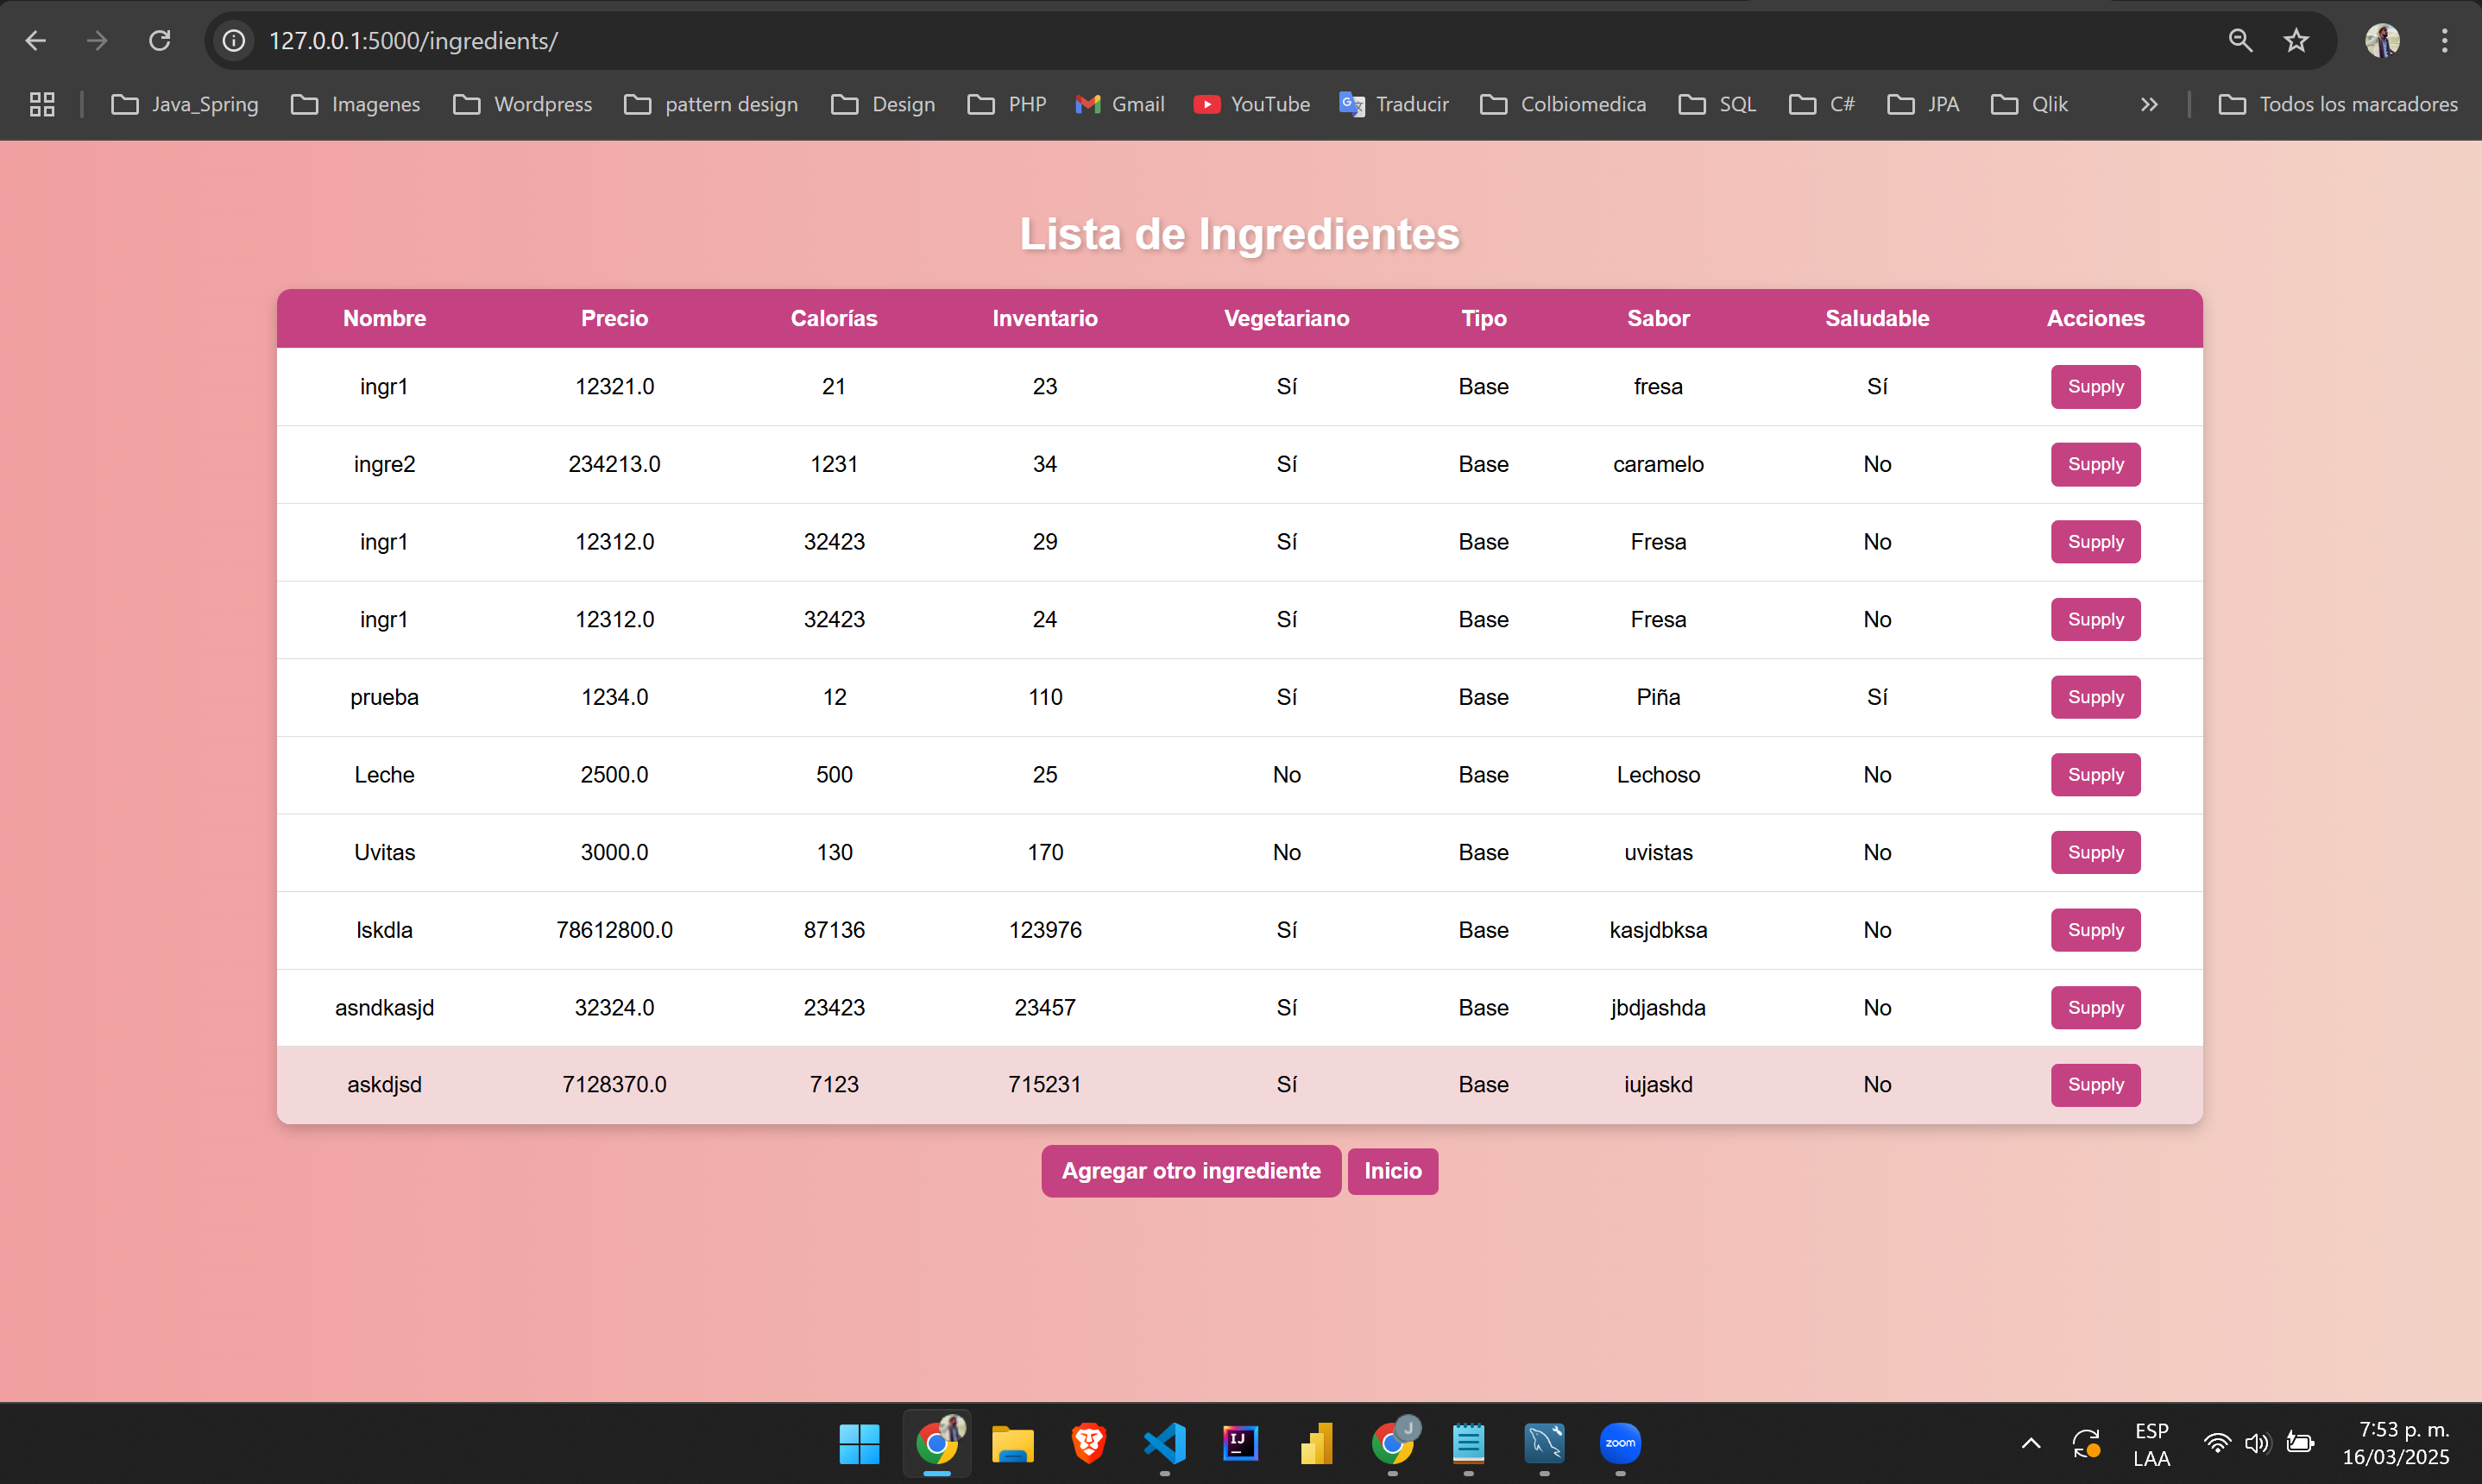 127.0.0.1:5000/ingredients/
Java_Spring Imagenes Wordpress pattern design Design PHP Gmail YouTube Traducir Colbiomedica SQL C# JPA Qlik Todos los marcadores
Lista de Ingredientes
Nombre Precio Calorías Inventario Vegetariano Tipo Sabor Saludable Acciones
ingr1 12321.0 21 23 Sí Base fresa Sí Supply
ingre2 234213.0 1231 34 Sí Base caramelo No Supply
ingr1 12312.0 32423 29 Sí Base Fresa No Supply
ingr1 12312.0 32423 24 Sí Base Fresa No Supply
prueba 1234.0 12 110 Sí Base Piña Sí Supply
Leche 2500.0 500 25 No Base Lechoso No Supply
Uvitas 3000.0 130 170 No Base uvistas No Supply
lskdla 78612800.0 87136 123976 Sí Base kasjdbksa No Supply
asndkasjd 32324.0 23423 23457 Sí Base jbdjashda No Supply
askdjsd 7128370.0 7123 715231 Sí Base iujaskd No Supply
Agregar otro ingrediente Inicio
IJ J zoom
ESP 7:53 p. m.
LAA 16/03/2025